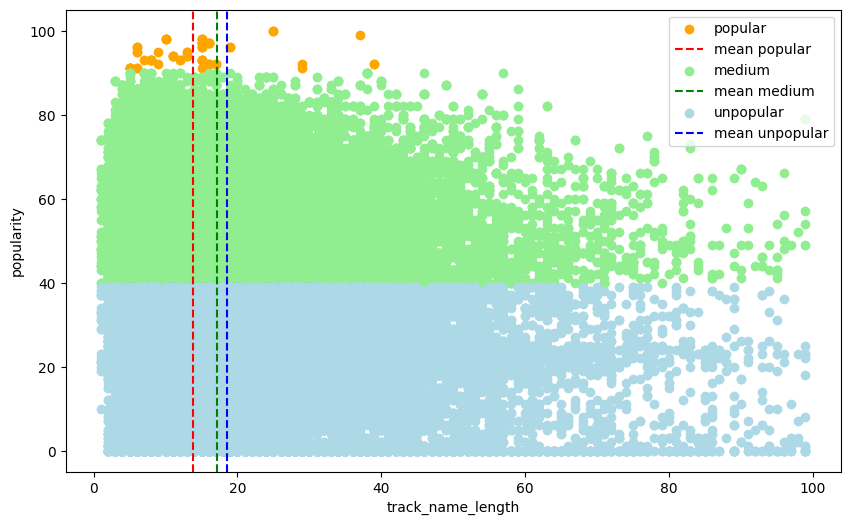 popular
mean popular
medium
mean medium
unpopular
mean unpopular
100
80
60
40
20
0
popularity
0 20 40 60 80 100
track_name_length